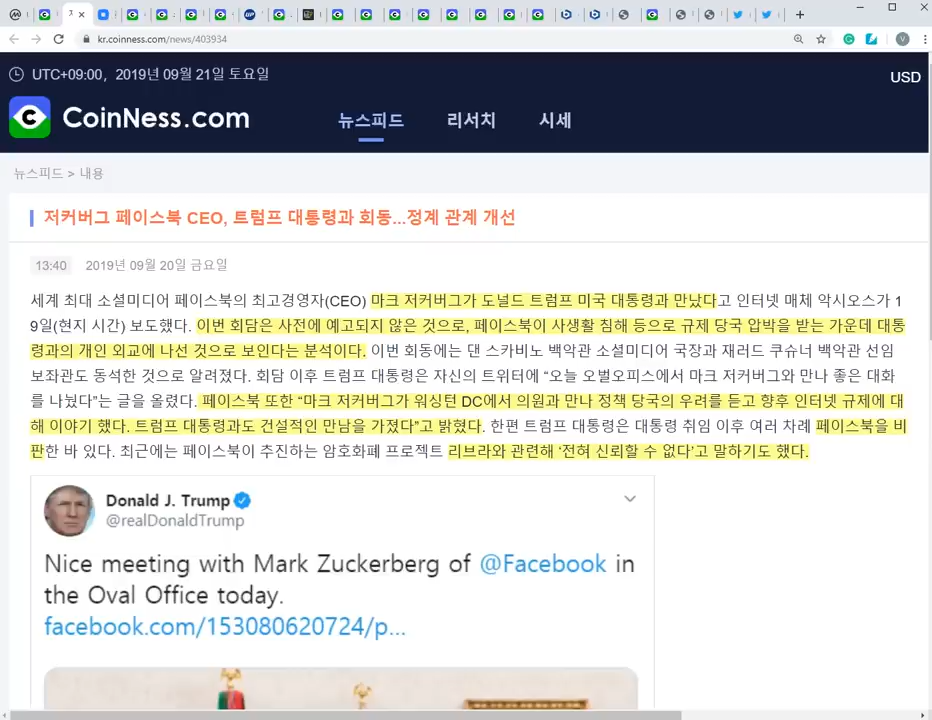 kr.coinness.com/news/403934
UTC+09:00, 2019년 09월 21일 토요일
USD
CoinNess.com
뉴스피드 리서치 시세
뉴스피드 > 내용
저커버그 페이스북 CEO, 트럼프 대통령과 회동...정계 관계 개선
13:40 2019년 09월 20일 금요일
세계 최대 소셜미디어 페이스북의 최고경영자(CEO) 마크 저커버그가 도널드 트럼프 미국 대통령과 만났다고 인터넷 매체 악시오스가 1
9일(현지 시간) 보도했다. 이번 회담은 사전에 예고되지 않은 것으로, 페이스북이 사생활 침해 등으로 규제 당국 압박을 받는 가운데 대통
령과의 개인 외교에 나선 것으로 보인다는 분석이다. 이번 회동에는 댄 스카비노 백악관 소셜미디어 국장과 재러드 쿠슈너 백악관 선임
보좌관도 동석한 것으로 알려졌다. 회담 이후 트럼프 대통령은 자신의 트위터에 “오늘 오벌오피스에서 마크 저커버그와 만나 좋은 대화
를 나눴다”는 글을 올렸다. 페이스북 또한 “마크 저커버그가 워싱턴 DC에서 의원과 만나 정책 당국의 우려를 듣고 향후 인터넷 규제에 대
해 이야기 했다. 트럼프 대통령과도 건설적인 만남을 가졌다”고 밝혔다. 한편 트럼프 대통령은 대통령 취임 이후 여러 차례 페이스북을 비
판한 바 있다. 최근에는 페이스북이 추진하는 암호화폐 프로젝트 리브라와 관련해 ‘전혀 신뢰할 수 없다’고 말하기도 했다.
Donald J. Trump
@realDonaldTrump
Nice meeting with Mark Zuckerberg of @Facebook in
the Oval Office today.
facebook.com/153080620724/p...